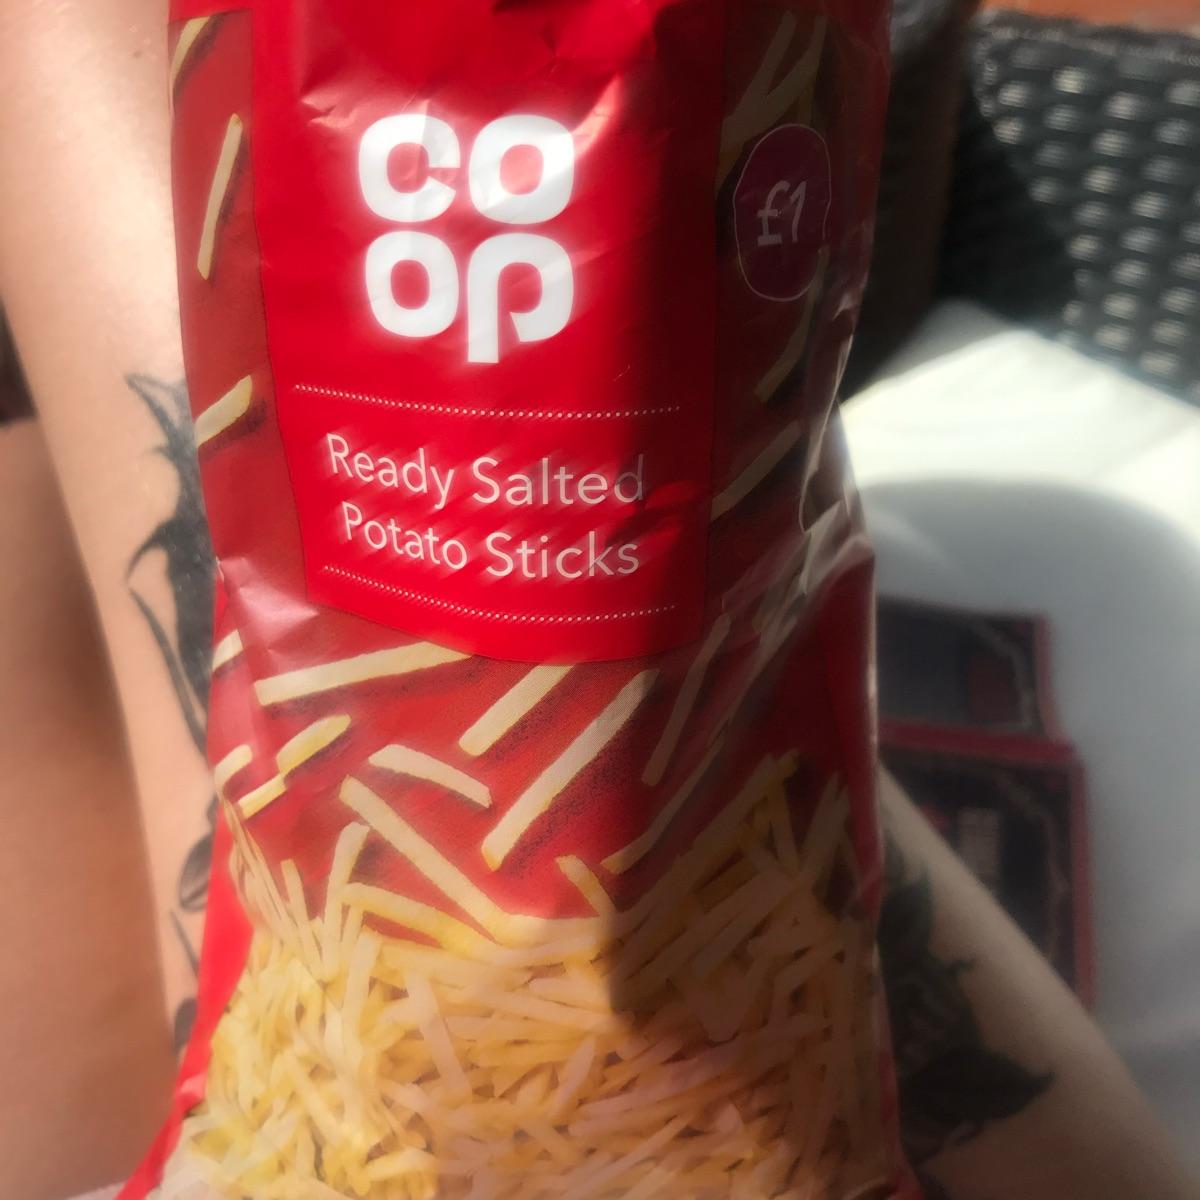 CO
OP
£1
Ready Salted
Potato Sticks